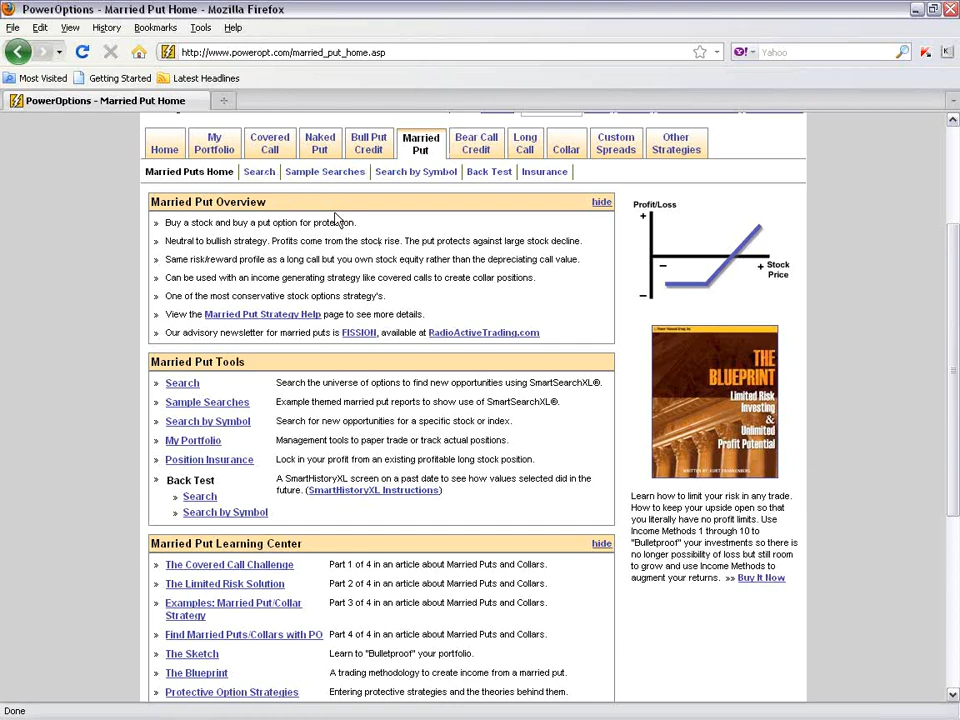 PowerOptions - Married Put Home - Mozilla Firefox
File Edit View History Bookmarks Tools Help
http://www.poweropt.com/married_put_home.asp
Yahoo
Most Visited Getting Started Latest Headlines
PowerOptions - Married Put Home
Home My Portfolio Covered Call Naked Put Bull Put Credit Married Put Bear Call Credit Long Call Collar Custom Spreads Other Strategies
Married Puts Home Search Sample Searches Search by Symbol Back Test Insurance
Married Put Overview hide
» Buy a stock and buy a put option for protection.
» Neutral to bullish strategy. Profits come from the stock rise. The put protects against large stock decline.
» Same risk/reward profile as a long call but you own stock equity rather than the depreciating call value.
» Can be used with an income generating strategy like covered calls to create collar positions.
» One of the most conservative stock options strategy's.
» View the Married Put Strategy Help page to see more details.
» Our advisory newsletter for married puts is FISSION, available at RadioActiveTrading.com
Married Put Tools
» Search Search the universe of options to find new opportunities using SmartSearchXL®.
» Sample Searches Example themed married put reports to show use of SmartSearchXL®.
» Search by Symbol Search for new opportunities for a specific stock or index.
» My Portfolio Management tools to paper trade or track actual positions.
» Position Insurance Lock in your profit from an existing profitable long stock position.
» Back Test A SmartHistoryXL screen on a past date to see how values selected did in the
future. (SmartHistoryXL Instructions)
» Search
» Search by Symbol
Married Put Learning Center hide
» The Covered Call Challenge Part 1 of 4 in an article about Married Puts and Collars.
» The Limited Risk Solution Part 2 of 4 in an article about Married Puts and Collars.
» Examples: Married Put/Collar Part 3 of 4 in an article about Married Puts and Collars.
Strategy
» Find Married Puts/Collars with PO Part 4 of 4 in an article about Married Puts and Collars.
» The Sketch Learn to "Bulletproof" your portfolio.
» The Blueprint A trading methodology to create income from a married put.
» Protective Option Strategies Entering protective strategies and the theories behind them.
Profit/Loss
+
–
+ Stock
Price
–
THE
BLUEPRINT
Limited Risk
Investing
&
Unlimited
Profit Potential
WRITTEN BY KURT FRANKENBERG
Learn how to limit your risk in any trade.
How to keep your upside open so that
you literally have no profit limits. Use
Income Methods 1 through 10 to
"Bulletproof" your investments so there is
no longer possibility of loss but still room
to grow and use Income Methods to
augment your returns. »» Buy It Now
Done